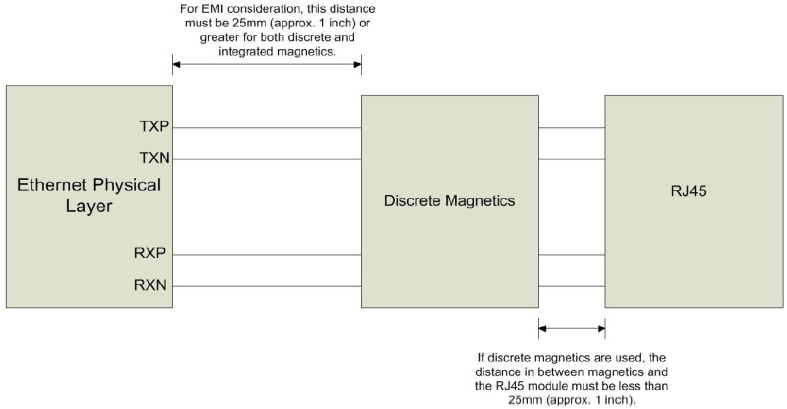 For EMI consideration, this distance
must be 25mm (approx. 1 inch) or
greater for both discrete and
integrated magnetics.
TXP
TXN
Ethernet Physical
Layer
RXP
RXN
Discrete Magnetics
RJ45
If discrete magnetics are used, the
distance in between magnetics and
the RJ45 module must be less than
25mm (approx. 1 inch).